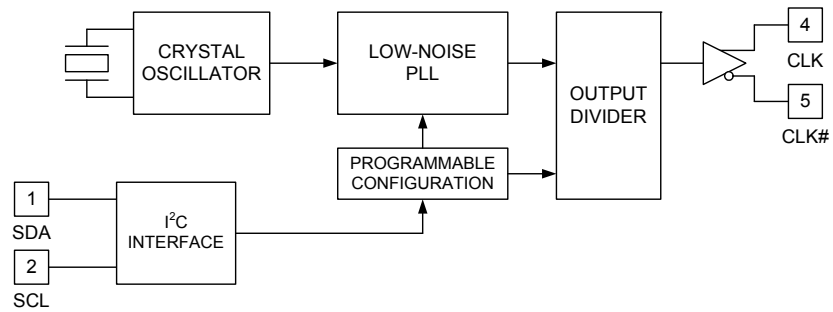 CRYSTAL
OSCILLATOR
LOW-NOISE
PLL
OUTPUT
DIVIDER
4
CLK
5
CLK#
PROGRAMMABLE
CONFIGURATION
1
SDA
I²C
INTERFACE
2
SCL